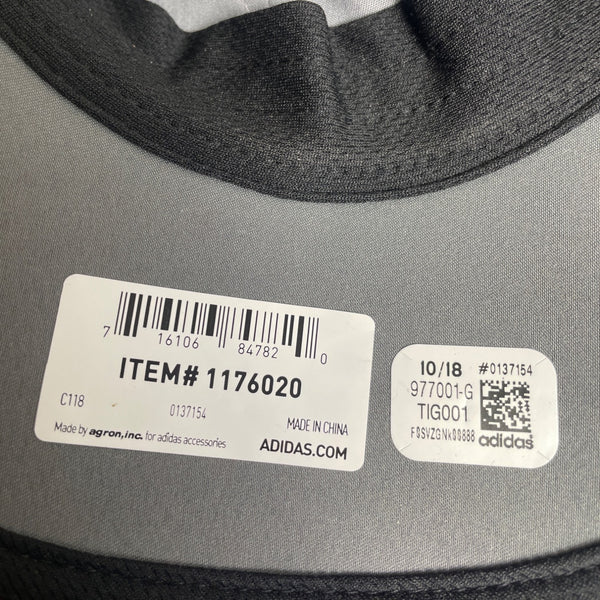 7 16106 84782 0
ITEM# 1176020
C118 0137154 MADE IN CHINA
Made by agron,inc. for adidas accessories ADIDAS.COM
10/18 #0137154
977001-G
TIG001
adidas